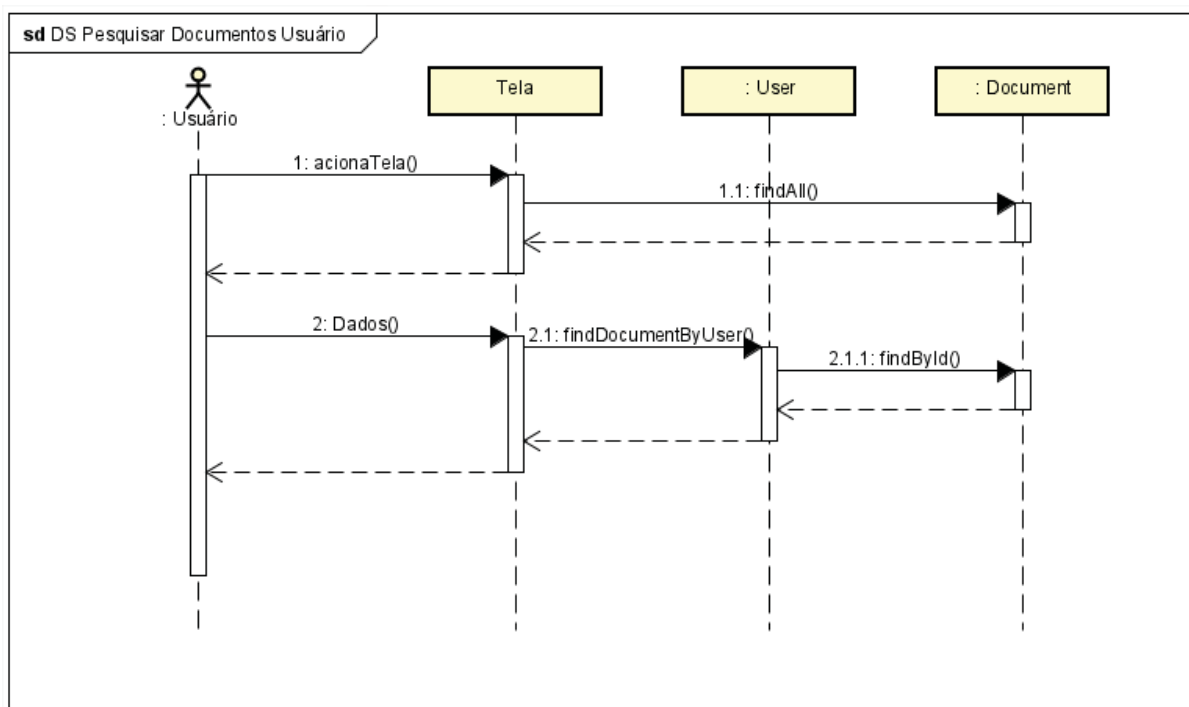 sd DS Pesquisar Documentos Usuário
: Usuário
Tela
: User
: Document
1: acionaTela()
1.1: findAll()
2: Dados()
2.1: findDocumentByUser()
2.1.1: findById()